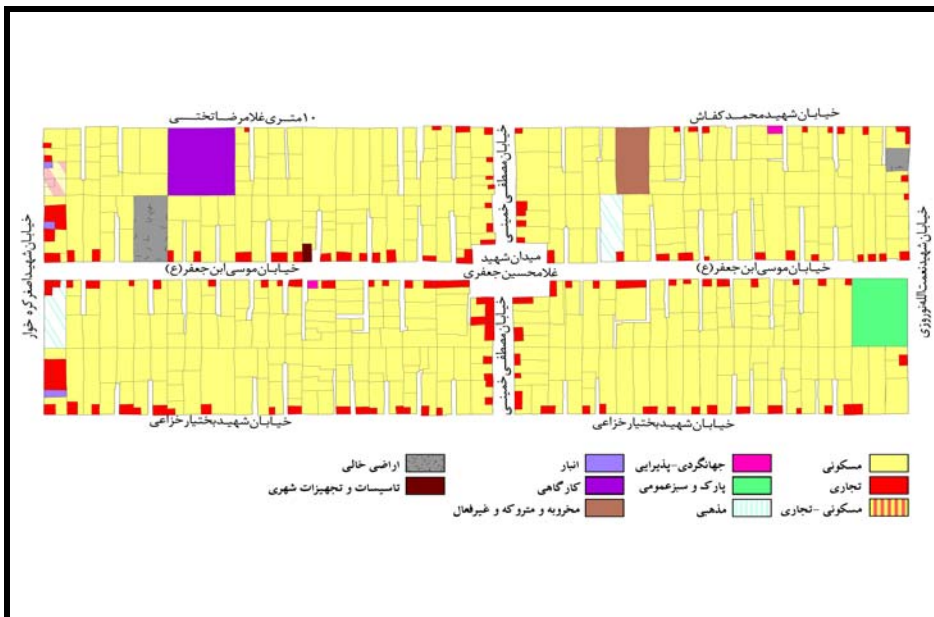 ۱۰ متری غلامرضا تختی
خیابان شهید محمد کفاش
خیابان مصطفی خمینی
خیابان شهید اصغر کره خوار
خیابان شهید نعمت الله نوروزی
میدان شهید
غلامحسین جعفری
خیابان موسی ابن جعفر (ع)
خیابان موسی ابن جعفر (ع)
خیابان مصطفی خمینی
خیابان شهید بختیار خزاعی
خیابان شهید بختیار خزاعی
مسکونی
تجاری
مسکونی - تجاری
جهانگردی-پذیرایی
پارک و سبز عمومی
مذهبی
انبار
کارگاهی
مخروبه و متروکه و غیرفعال
اراضی خالی
تاسیسات و تجهیزات شهری